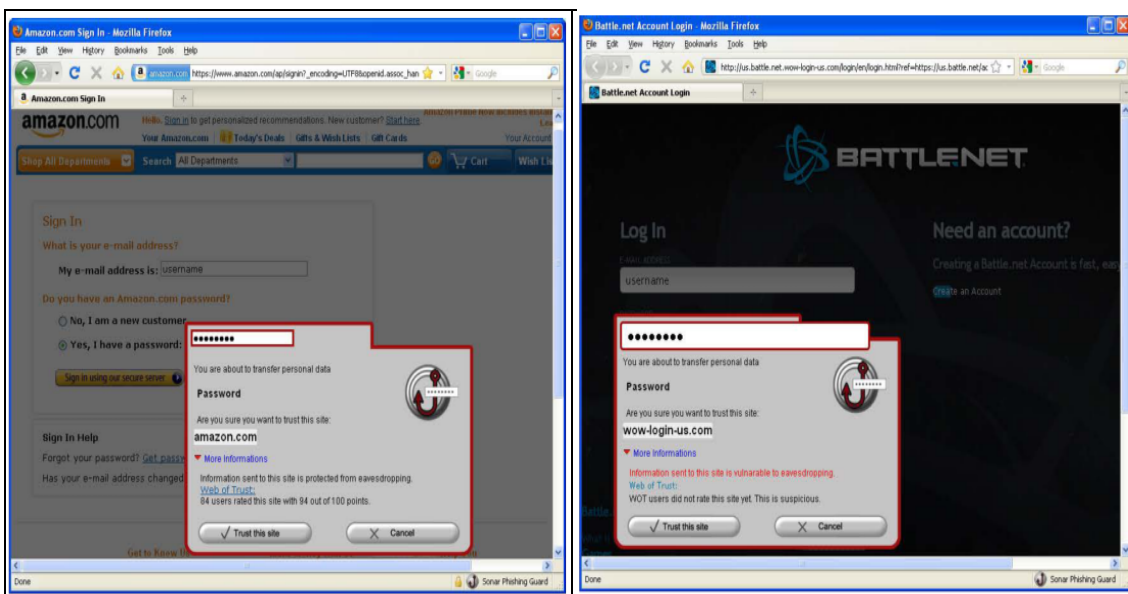 Amazon.com Sign In - Mozilla Firefox
File Edit View History Bookmarks Tools Help
amazon.com https://www.amazon.com/ap/signin?_encoding=UTF8&openid.assoc_han Google
Amazon.com Sign In
amazon.com
Hello. Sign in to get personalized recommendations. New customer? Start here.
Your Amazon.com Today's Deals Gifts & Wish Lists Gift Cards Your Account
Shop All Departments Search All Departments GO Cart Wish Lis
Sign In
What is your e-mail address?
My e-mail address is: username
Do you have an Amazon.com password?
No, I am a new customer.
Yes, I have a password:
Sign in using our secure server
You are about to transfer personal data
Password
Are you sure you want to trust this site:
amazon.com
More Informations
Information sent to this site is protected from eavesdropping.
Web of Trust:
84 users rated this site with 94 out of 100 points.
Trust this site Cancel
Sign In Help
Forgot your password? Get passw
Has your e-mail address changed
Get to Know U
Done Sonar Phishing Guard
Battle.net Account Login - Mozilla Firefox
File Edit View History Bookmarks Tools Help
http://us.battle.net.wow-login-us.com/login/en/login.html?ref=https://us.battle.net/ac Google
Battle.net Account Login
BATTLE.NET
Log In
E-MAIL ADDRESS
username
Need an account?
Creating a Battle.net Account is fast, easy
Create an Account
You are about to transfer personal data
Password
Are you sure you want to trust this site:
wow-login-us.com
More Informations
Information sent to this site is vulnarable to eavesdropping.
Web of Trust:
WOT users did not rate this site yet. This is suspicious.
Trust this site Cancel
Battle.
Done Sonar Phishing Guard